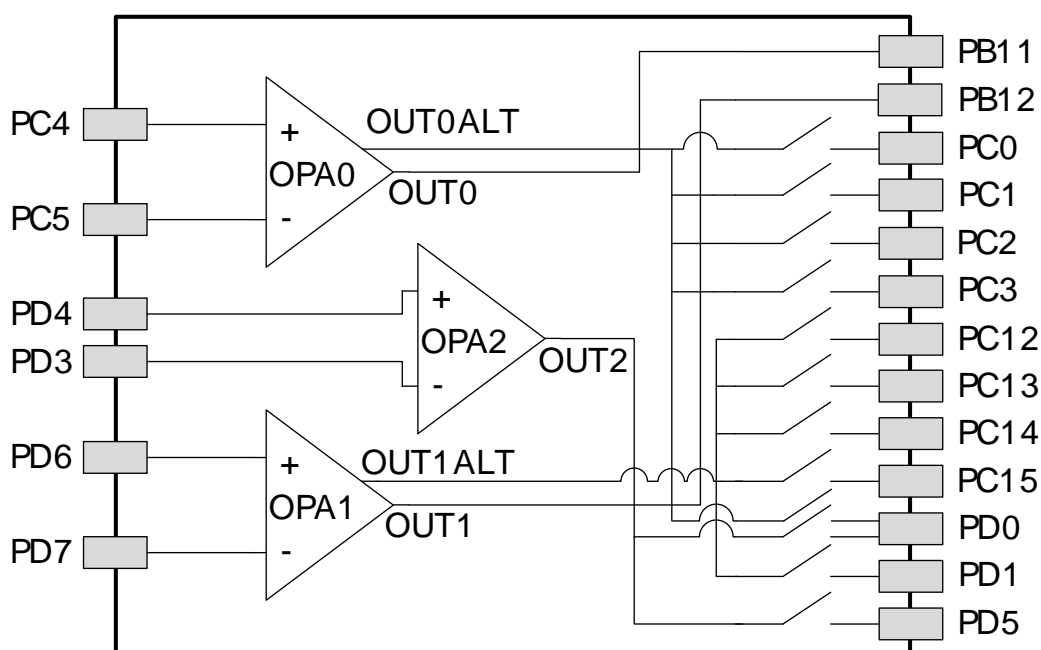 PB11
PB12
PC4
OUT0ALT
+
PC0
OPA0
OUT0
PC1
PC5
-
PC2
PC3
PD4
+
PC12
OPA2
OUT2
PD3
-
PC13
PC14
PD6
+
OUT1ALT
PC15
OPA1
OUT1
PD0
PD7
-
PD1
PD5